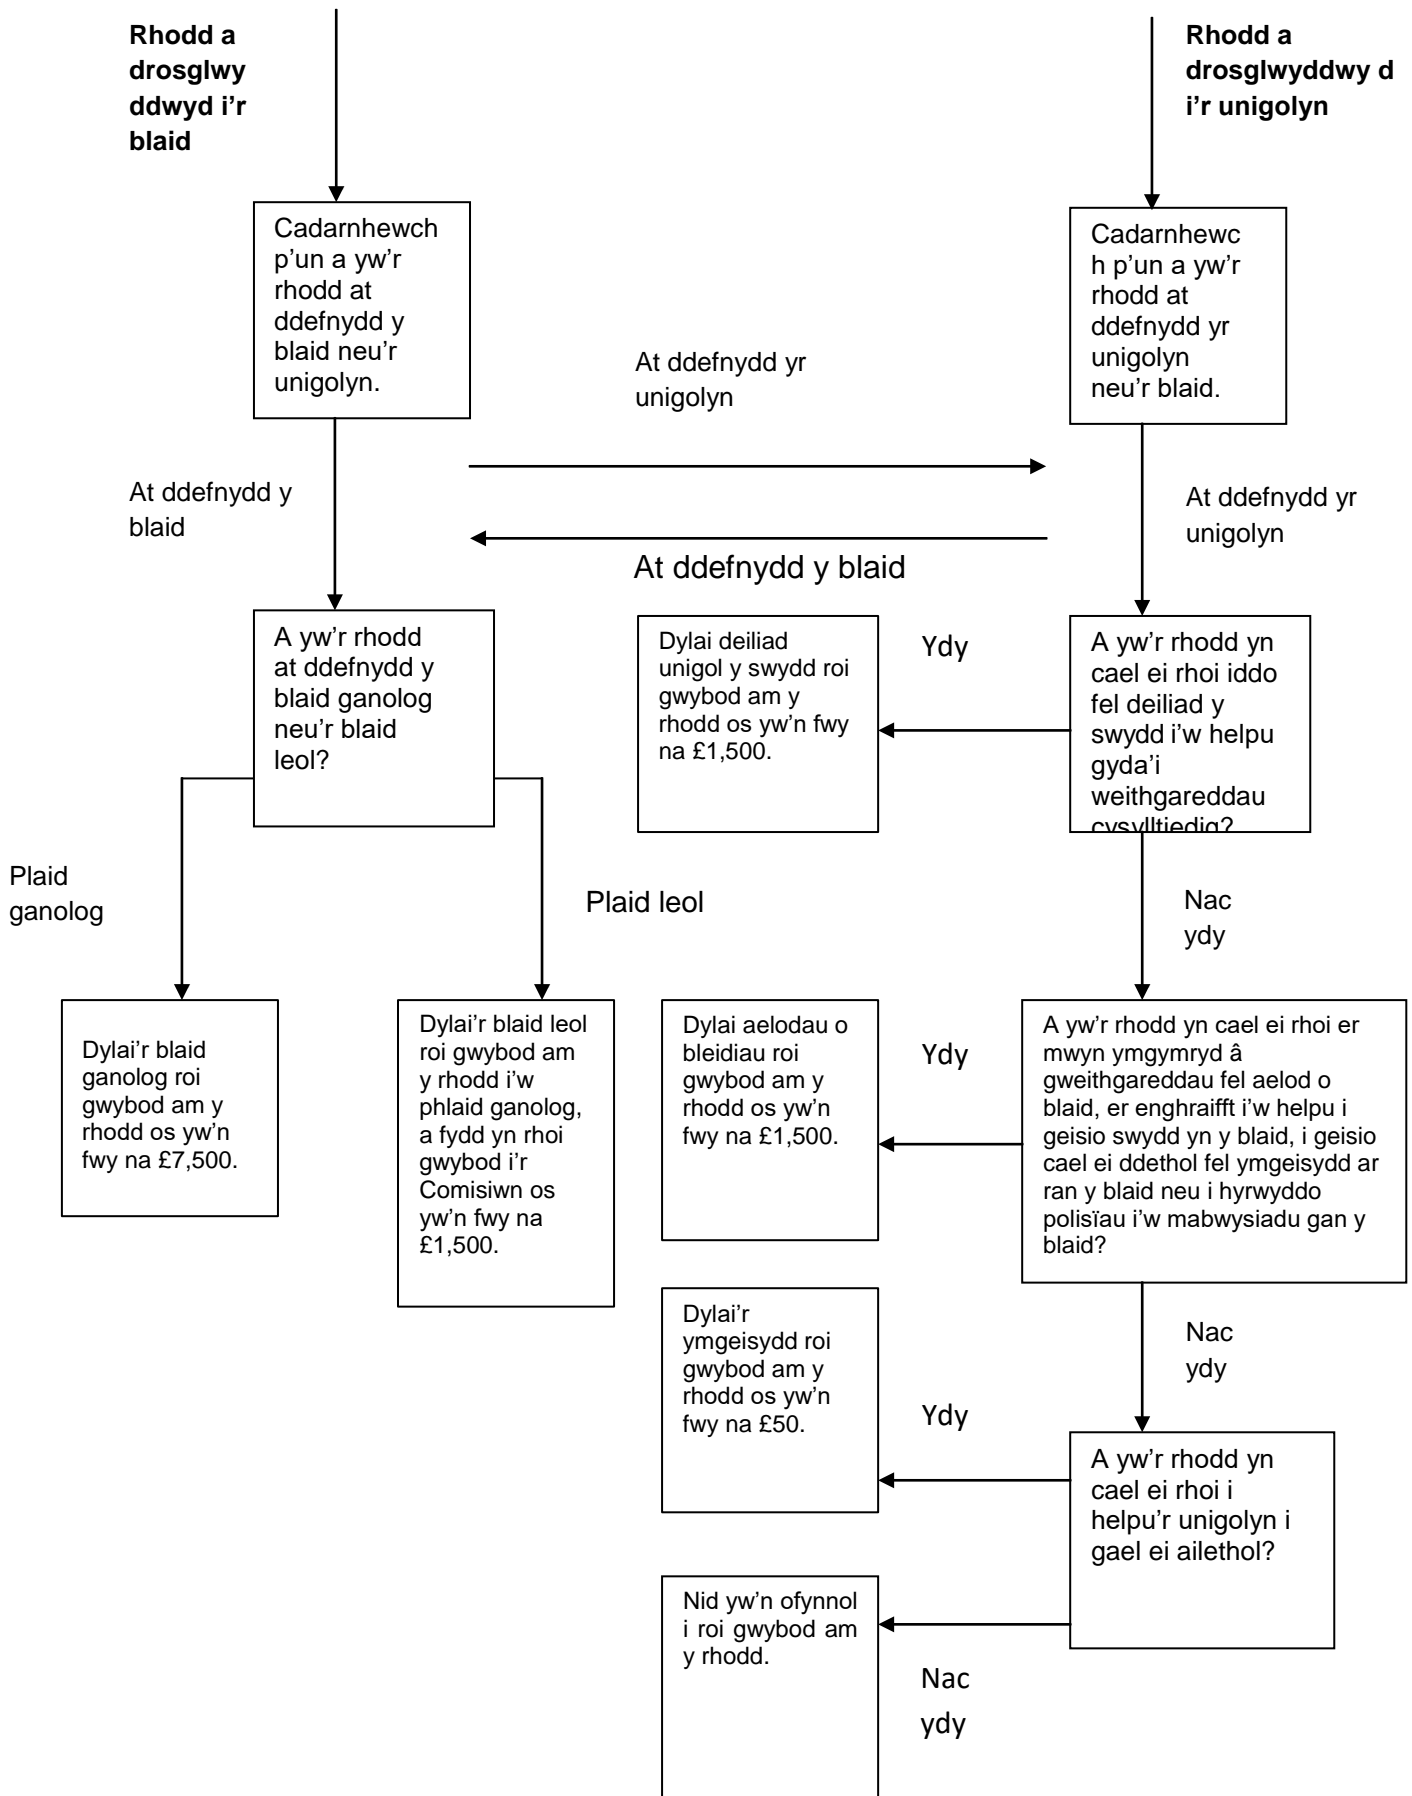 Rhodd a
drosglwy
ddwyd i’r
blaid
Rhodd a
drosglwyddwy d
i’r unigolyn
Cadarnhewch
p’un a yw’r
rhodd at
ddefnydd y
blaid neu’r
unigolyn.
Cadarnhewc
h p’un a yw’r
rhodd at
ddefnydd yr
unigolyn
neu’r blaid.
At ddefnydd yr
unigolyn
At ddefnydd y
blaid
At ddefnydd yr
unigolyn
At ddefnydd y blaid
A yw’r rhodd
at ddefnydd y
blaid ganolog
neu’r blaid
leol?
Dylai deiliad
unigol y swydd roi
gwybod am y
rhodd os yw’n fwy
na £1,500.
Ydy
A yw’r rhodd yn
cael ei rhoi iddo
fel deiliad y
swydd i’w helpu
gyda’i
weithgareddau
cysylltiedig?
Plaid
ganolog
Plaid leol
Nac
ydy
Dylai’r blaid
ganolog roi
gwybod am y
rhodd os yw’n
fwy na £7,500.
Dylai’r blaid leol
roi gwybod am
y rhodd i’w
phlaid ganolog,
a fydd yn rhoi
gwybod i’r
Comisiwn os
yw’n fwy na
£1,500.
Dylai aelodau o
bleidiau roi
gwybod am y
rhodd os yw’n
fwy na £1,500.
Ydy
A yw’r rhodd yn cael ei rhoi er
mwyn ymgymryd â
gweithgareddau fel aelod o
blaid, er enghraifft i’w helpu i
geisio swydd yn y blaid, i geisio
cael ei ddethol fel ymgeisydd ar
ran y blaid neu i hyrwyddo
polisïau i’w mabwysiadu gan y
blaid?
Dylai’r
ymgeisydd roi
gwybod am y
rhodd os yw’n
fwy na £50.
Nac
ydy
Ydy
A yw’r rhodd yn
cael ei rhoi i
helpu’r unigolyn i
gael ei ailethol?
Nid yw’n ofynnol
i roi gwybod am
y rhodd.
Nac
ydy